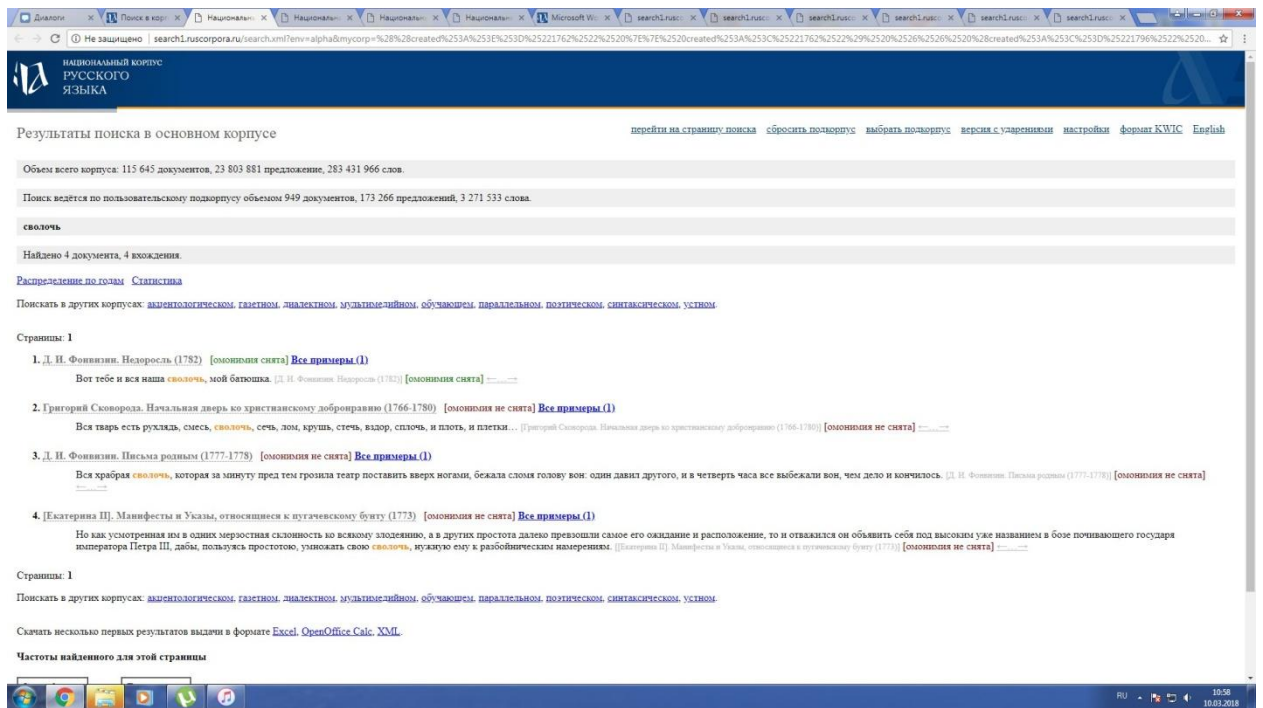 Диалоги
Поиск в корп
Национальн
Национальн
Национальн
Национальн
Microsoft Wo
search1.rusco
search1.rusco
search1.rusco
search1.rusco
search1.rusco
search1.rusco
Не защищено | search1.ruscorpora.ru/search.xml?env=alpha&mycorp=%28%28created%253A%253E%253D%25221762%2522%2520%7E%7E%2520created%253A%253C%25221762%2522%29%2520%2526%2526%2520%28created%253A%253C%253D%25221796%2522%2520...
НАЦИОНАЛЬНЫЙ КОРПУС
РУССКОГО
ЯЗЫКА
Результаты поиска в основном корпусе
перейти на страницу поиска сбросить подкорпус выбрать подкорпус версия с ударениями настройки формат KWIC English
Объем всего корпуса: 115 645 документов, 23 803 881 предложение, 283 431 966 слов.
Поиск ведётся по пользовательскому подкорпусу объемом 949 документов, 173 266 предложений, 3 271 533 слова.
сволочь
Найдено 4 документа, 4 вхождения.
Распределение по годам Статистика
Поискать в других корпусах: акцентологическом, газетном, диалектном, мультимедийном, обучающем, параллельном, поэтическом, синтаксическом, устном.
Страницы: 1
1. Д. И. Фонвизин. Недоросль (1782) [омонимия снята] Все примеры (1)
Вот тебе и вся наша сволочь, мой батюшка. [Д. И. Фонвизин. Недоросль (1782)] [омонимия снята] ←…→
2. Григорий Сковорода. Начальная дверь ко христианскому добронравию (1766-1780) [омонимия не снята] Все примеры (1)
Вся тварь есть рухлядь, смесь, сволочь, сечь, лом, крушь, стечь, вздор, сплочь, и плоть, и плетки… [Григорий Сковорода. Начальная дверь ко христианскому добронравию (1766-1780)] [омонимия не снята] ←…→
3. Д. И. Фонвизин. Письма родным (1777-1778) [омонимия не снята] Все примеры (1)
Вся храбрая сволочь, которая за минуту пред тем грозила театр поставить вверх ногами, бежала сломя голову вон: один давил другого, и в четверть часа все выбежали вон, чем дело и кончилось. [Д. И. Фонвизин. Письма родным (1777-1778)] [омонимия не снята]
←…→
4. [Екатерина II]. Манифесты и Указы, относящиеся к пугачевскому бунту (1773) [омонимия не снята] Все примеры (1)
Но как усмотренная им в одних мерзостная склонность ко всякому злодеянию, а в других простота далеко превзошли самое его ожидание и расположение, то и отважился он объявить себя под высоким уже названием в бозе почивающего государя
императора Петра III, дабы, пользуясь простотою, умножать свою сволочь, нужную ему к разбойническим намерениям. [[Екатерина II]. Манифесты и Указы, относящиеся к пугачевскому бунту (1773)] [омонимия не снята] ←…→
Страницы: 1
Поискать в других корпусах: акцентологическом, газетном, диалектном, мультимедийном, обучающем, параллельном, поэтическом, синтаксическом, устном.
Скачать несколько первых результатов выдачи в формате Excel, OpenOffice Calc, XML.
Частоты найденного для этой страницы
RU
10:58
10.03.2018